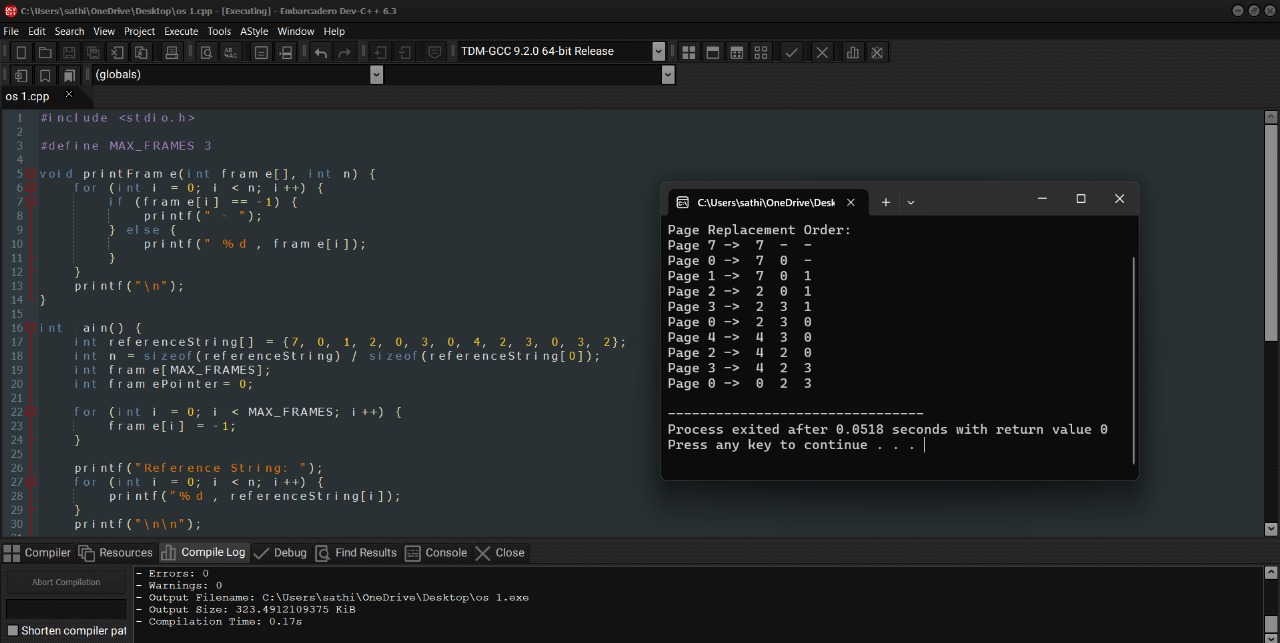 C:\Users\sathi\OneDrive\Desktop\os 1.cpp - [Executing] - Embarcadero Dev-C++ 6.3
File Edit Search View Project Execute Tools AStyle Window Help
TDM-GCC 9.2.0 64-bit Release
(globals)
os 1.cpp
1 #include <stdio.h>
2
3 #define MAX_FRAMES 3
4
5 void printFram e(int fram e[], int n) {
6 for (int i = 0; i < n; i++) {
7 if (fram e[i] == -1) {
8 printf(" - ");
9 } else {
10 printf(" %d , fram e[i]);
11 }
12 }
13 printf("\n");
14 }
15
16 int ain() {
17 int referenceString[] = {7, 0, 1, 2, 0, 3, 0, 4, 2, 3, 0, 3, 2};
18 int n = sizeof(referenceString) / sizeof(referenceString[0]);
19 int fram e[MAX_FRAMES];
20 int fram ePointer= 0;
21
22 for (int i = 0; i < MAX_FRAMES; i++) {
23 fram e[i] = -1;
24 }
25
26 printf("Reference String: ");
27 for (int i = 0; i < n; i++) {
28 printf("%d , referenceString[i]);
29 }
30 printf("\n\n");
C:\Users\sathi\OneDrive\Desk
Page Replacement Order:
Page 7 -> 7 - -
Page 0 -> 7 0 -
Page 1 -> 7 0 1
Page 2 -> 2 0 1
Page 3 -> 2 3 1
Page 0 -> 2 3 0
Page 4 -> 4 3 0
Page 2 -> 4 2 0
Page 3 -> 4 2 3
Page 0 -> 0 2 3
--------------------------------
Process exited after 0.0518 seconds with return value 0
Press any key to continue . . .
Compiler Resources Compile Log Debug Find Results Console Close
Abort Compilation
Shorten compiler pat
- Errors: 0
- Warnings: 0
- Output Filename: C:\Users\sathi\OneDrive\Desktop\os 1.exe
- Output Size: 323.4912109375 KiB
- Compilation Time: 0.17s